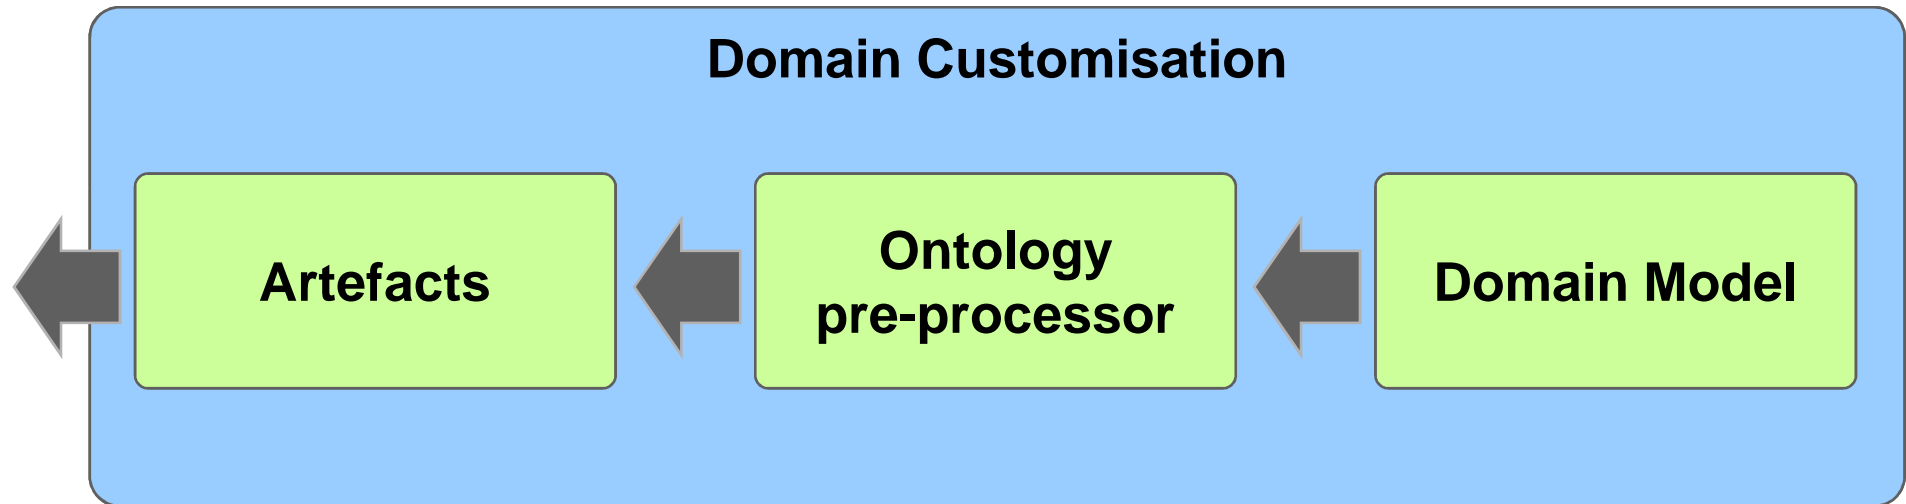 Domain Customisation
Artefacts
Ontology
pre-processor
Domain Model